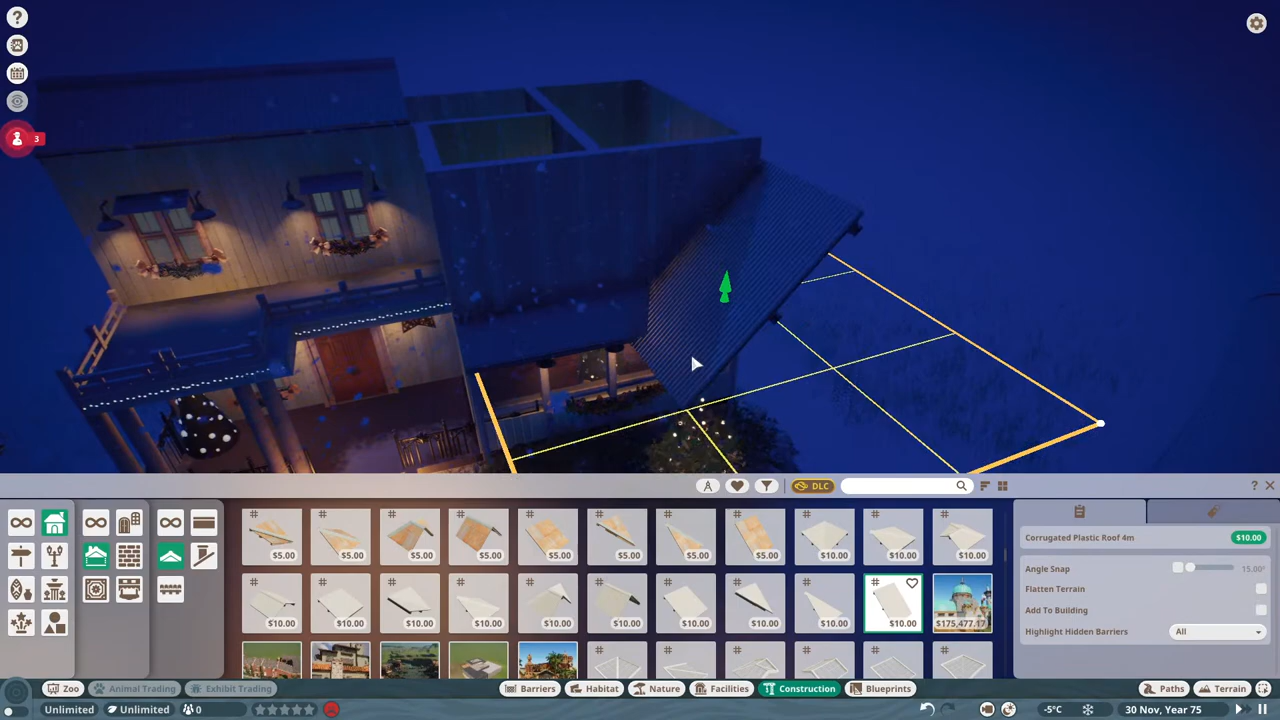 ?
3
DLC
? ×
$5.00 $5.00 $5.00 $5.00 $5.00 $5.00 $5.00 $5.00 $10.00 $10.00 $10.00
$10.00 $10.00 $10.00 $10.00 $10.00 $10.00 $10.00 $10.00 $10.00 $10.00 $175,477.17
Corrugated Plastic Roof 4m $10.00
Angle Snap 15.00°
Flatten Terrain
Add To Building
Highlight Hidden Barriers All
Zoo Animal Trading Exhibit Trading Barriers Habitat Nature Facilities Construction Blueprints Paths Terrain
Unlimited Unlimited 0 -5°C 30 Nov, Year 75